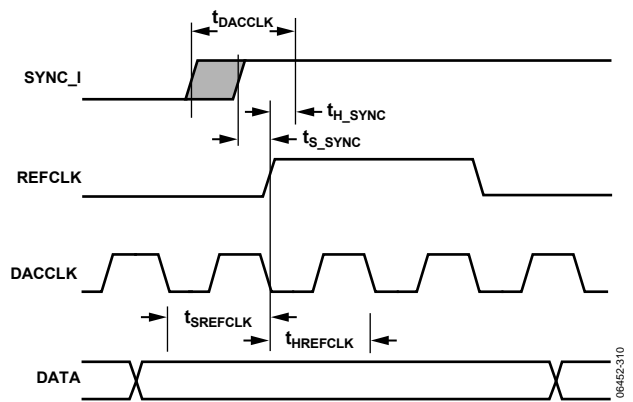 tDACCLK
SYNC_I
tH_SYNC
tS_SYNC
REFCLK
DACCLK
tSREFCLK
tHREFCLK
DATA
06452-310